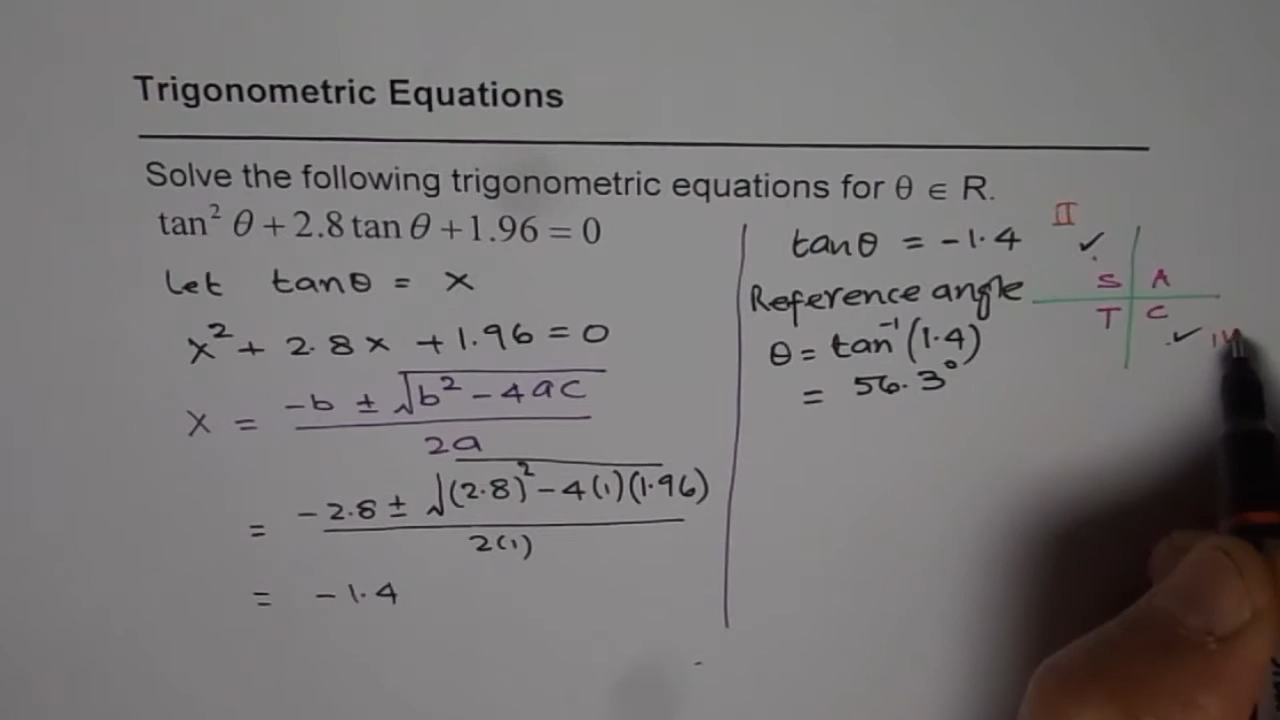 Trigonometric Equations
Solve the following trigonometric equations for θ ∈ R.
tan² θ + 2.8 tan θ + 1.96 = 0
Let tanθ = x
x² + 2.8x + 1.96 = 0
x = (-b ± √(b² - 4ac)) / 2a
= (-2.8 ± √((2.8)² - 4(1)(1.96))) / 2(1)
= -1.4
tanθ = -1.4
Reference angle
θ = tan⁻¹(1.4)
= 56.3°
II ✓
S A
T C
✓